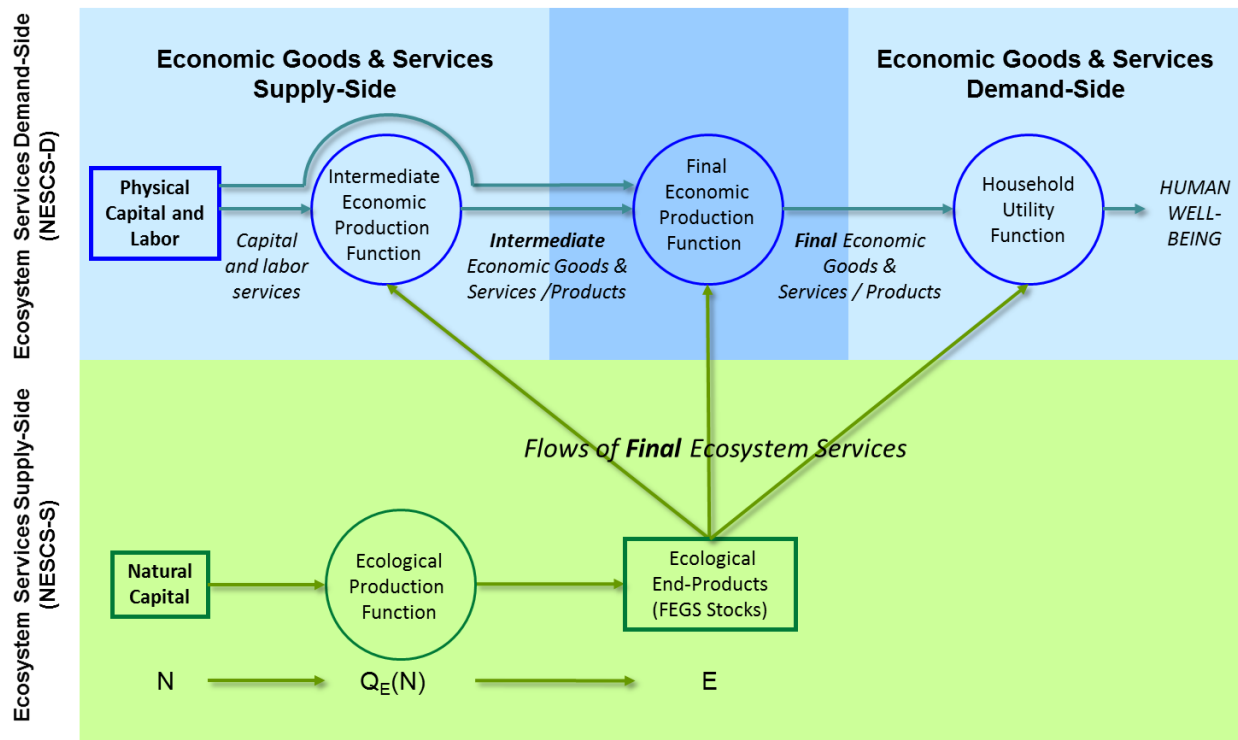 Ecosystem Services Demand-Side
(NESCS-D)
Economic Goods & Services
Supply-Side
Economic Goods & Services
Demand-Side
Physical
Capital and
Labor
Capital
and labor
services
Intermediate
Economic
Production
Function
Intermediate
Economic Goods &
Services /Products
Final
Economic
Production
Function
Final Economic
Goods &
Services / Products
Household
Utility
Function
HUMAN
WELL-
BEING
Ecosystem Services Supply-Side
(NESCS-S)
Flows of Final Ecosystem Services
Natural
Capital
Ecological
Production
Function
Ecological
End-Products
(FEGS Stocks)
N
QE(N)
E